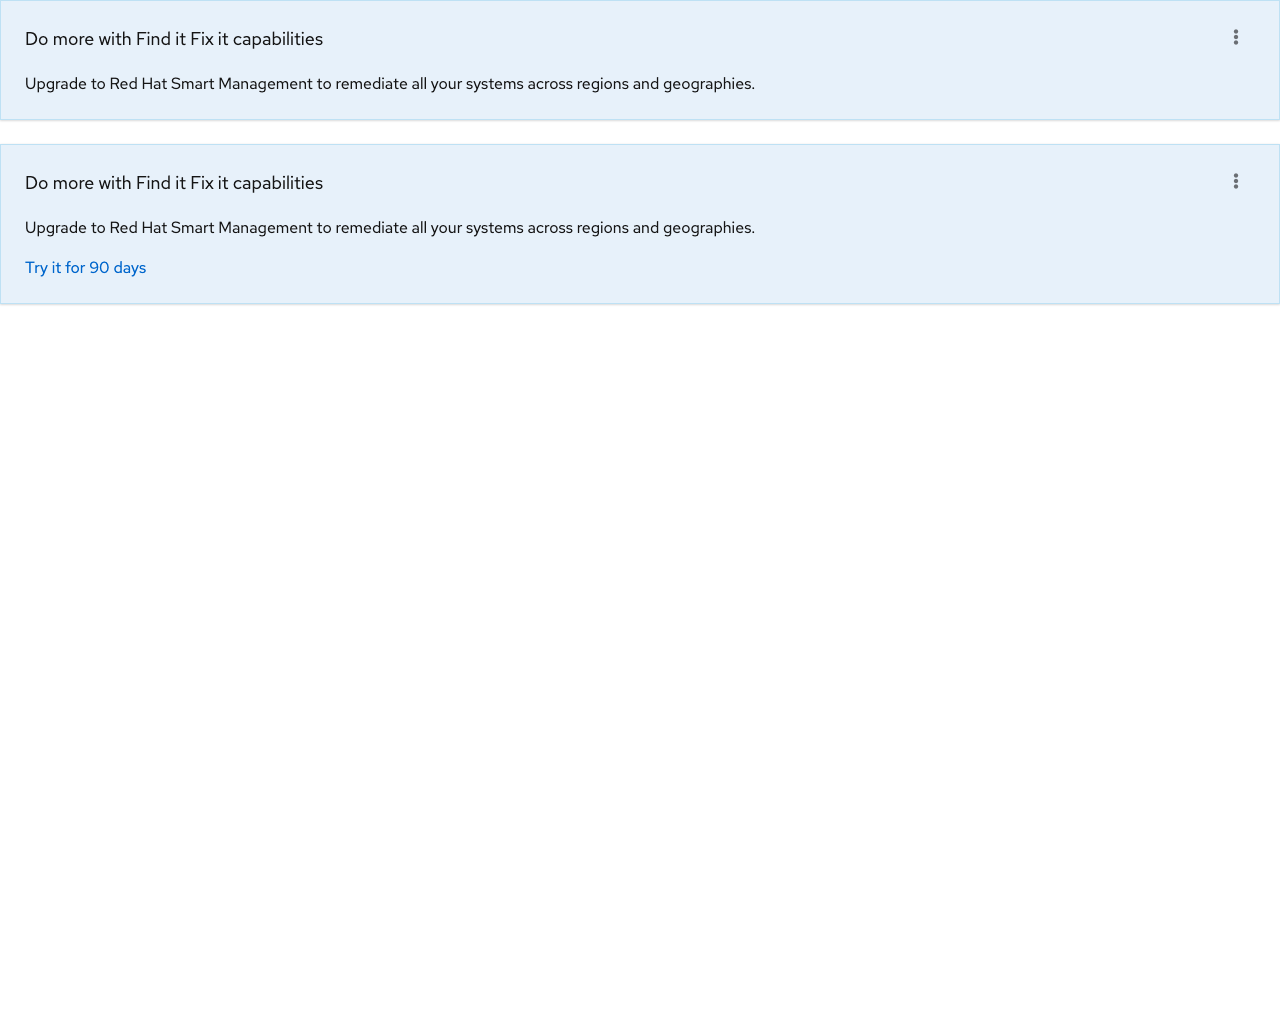 Do more with Find it Fix it capabilities
Upgrade to Red Hat Smart Management to remediate all your systems across regions and geographies.
Do more with Find it Fix it capabilities
Upgrade to Red Hat Smart Management to remediate all your systems across regions and geographies.
Try it for 90 days